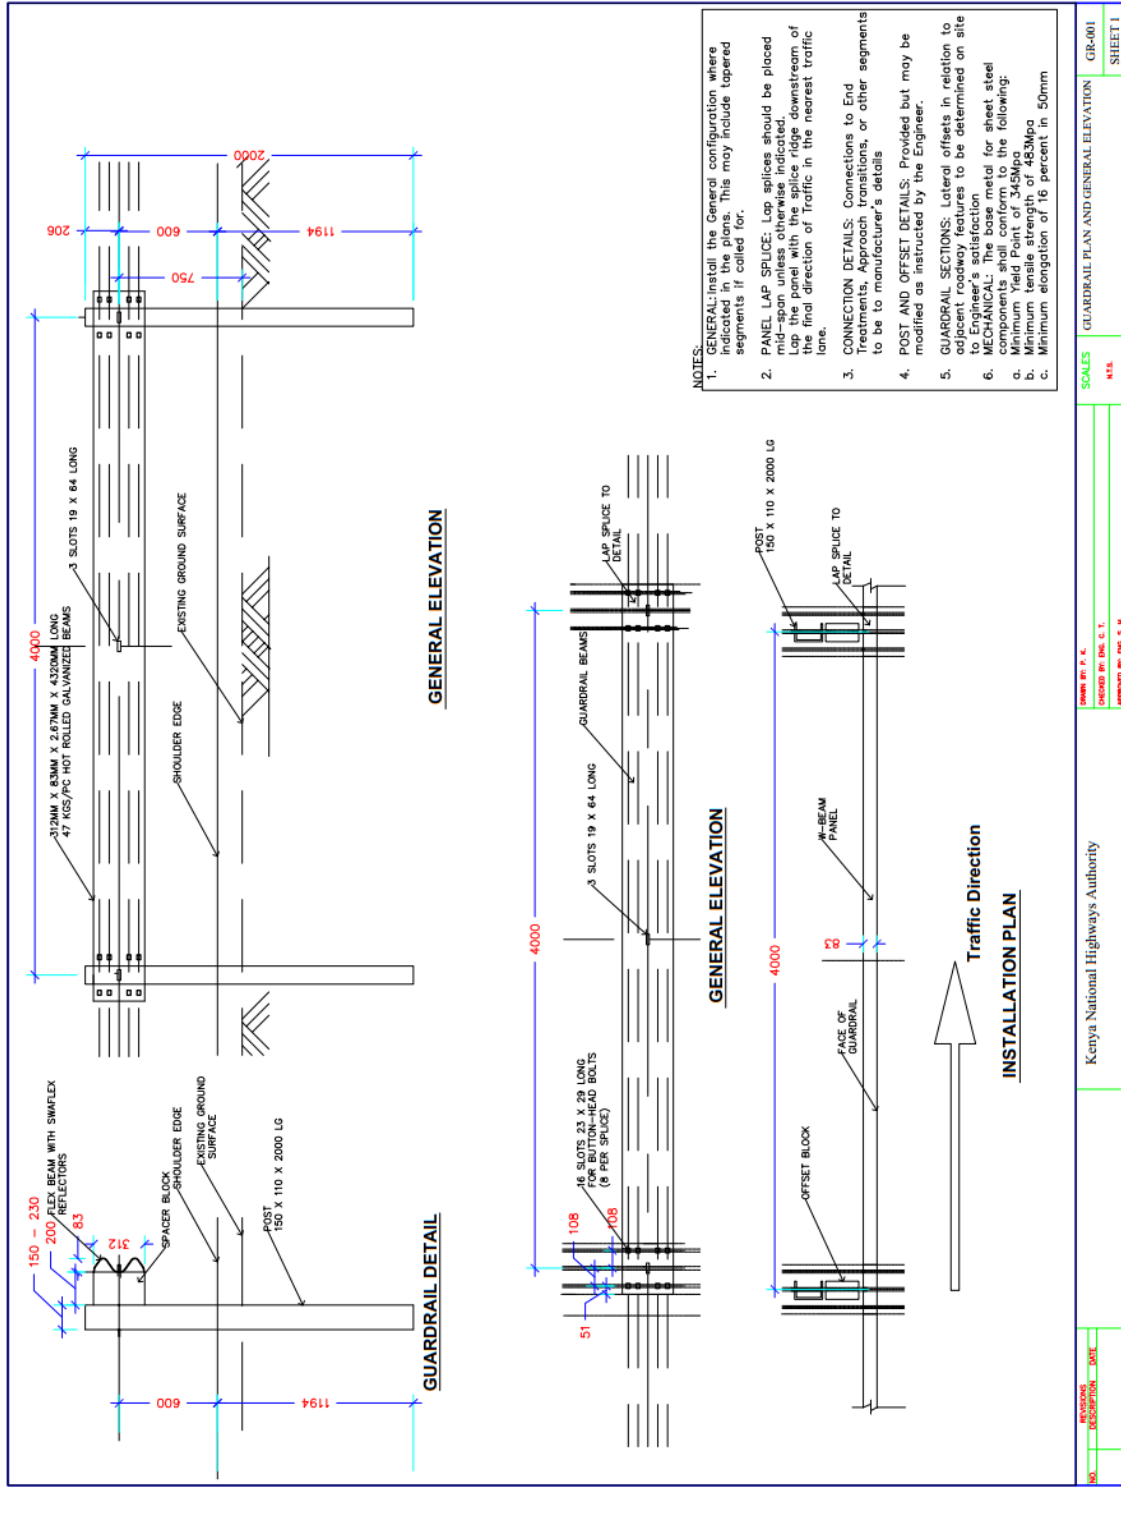 150 - 230
200
83
FLEX BEAM WITH SWAFLEX
REFLECTORS
312
SPACER BLOCK
SHOULDER EDGE
EXISTING GROUND
SURFACE
POST
150 X 110 X 2000 LG
600
1194
GUARDRAIL DETAIL
4000
312MM X 83MM X 2.67MM X 4320MM LONG
47 KGS/PC HOT ROLLED GALVANIZED BEAMS
3 SLOTS 19 X 64 LONG
SHOULDER EDGE
EXISTING GROUND SURFACE
206
600
750
1194
2000
GENERAL ELEVATION
4000
51
108
108
16 SLOTS 23 X 29 LONG
FOR BUTTON-HEAD BOLTS
(8 PER SPLICE)
3 SLOTS 19 X 64 LONG
GUARDRAIL BEAMS
LAP SPLICE TO
DETAIL
GENERAL ELEVATION
4000
OFFSET BLOCK
FACE OF
GUARDRAIL
83
W-BEAM
PANEL
POST
150 X 110 X 2000 LG
LAP SPLICE TO
DETAIL
Traffic Direction
INSTALLATION PLAN
NOTES:
1. GENERAL:Install the General configuration where
indicated in the plans. This may include tapered
segments if called for.
2. PANEL LAP SPLICE: Lap splices should be placed
mid-span unless otherwise indicated.
Lap the panel with the splice ridge downstream of
the final direction of Traffic in the nearest traffic
lane.
3. CONNECTION DETAILS: Connections to End
Treatments, Approach transitions, or other segments
to be to manufacturer's details
4. POST AND OFFSET DETAILS: Provided but may be
modified as instructed by the Engineer.
5. GUARDRAIL SECTIONS: Lateral offsets in relation to
adjacent roadway features to be determined on site
to Engineer's satisfaction
6. MECHANICAL: The base metal for sheet steel
components shall conform to the following:
a. Minimum Yield Point of 345Mpa
b. Minimum tensile strength of 483Mpa
c. Minimum elongation of 16 percent in 50mm
REVISIONS
NO. DESCRIPTION DATE
Kenya National Highways Authority
DRAWN BY: P. K.
CHECKED BY: ENG. C. T.
SCALES
N.T.S.
GUARDRAIL PLAN AND GENERAL ELEVATION
GR-001
SHEET 1